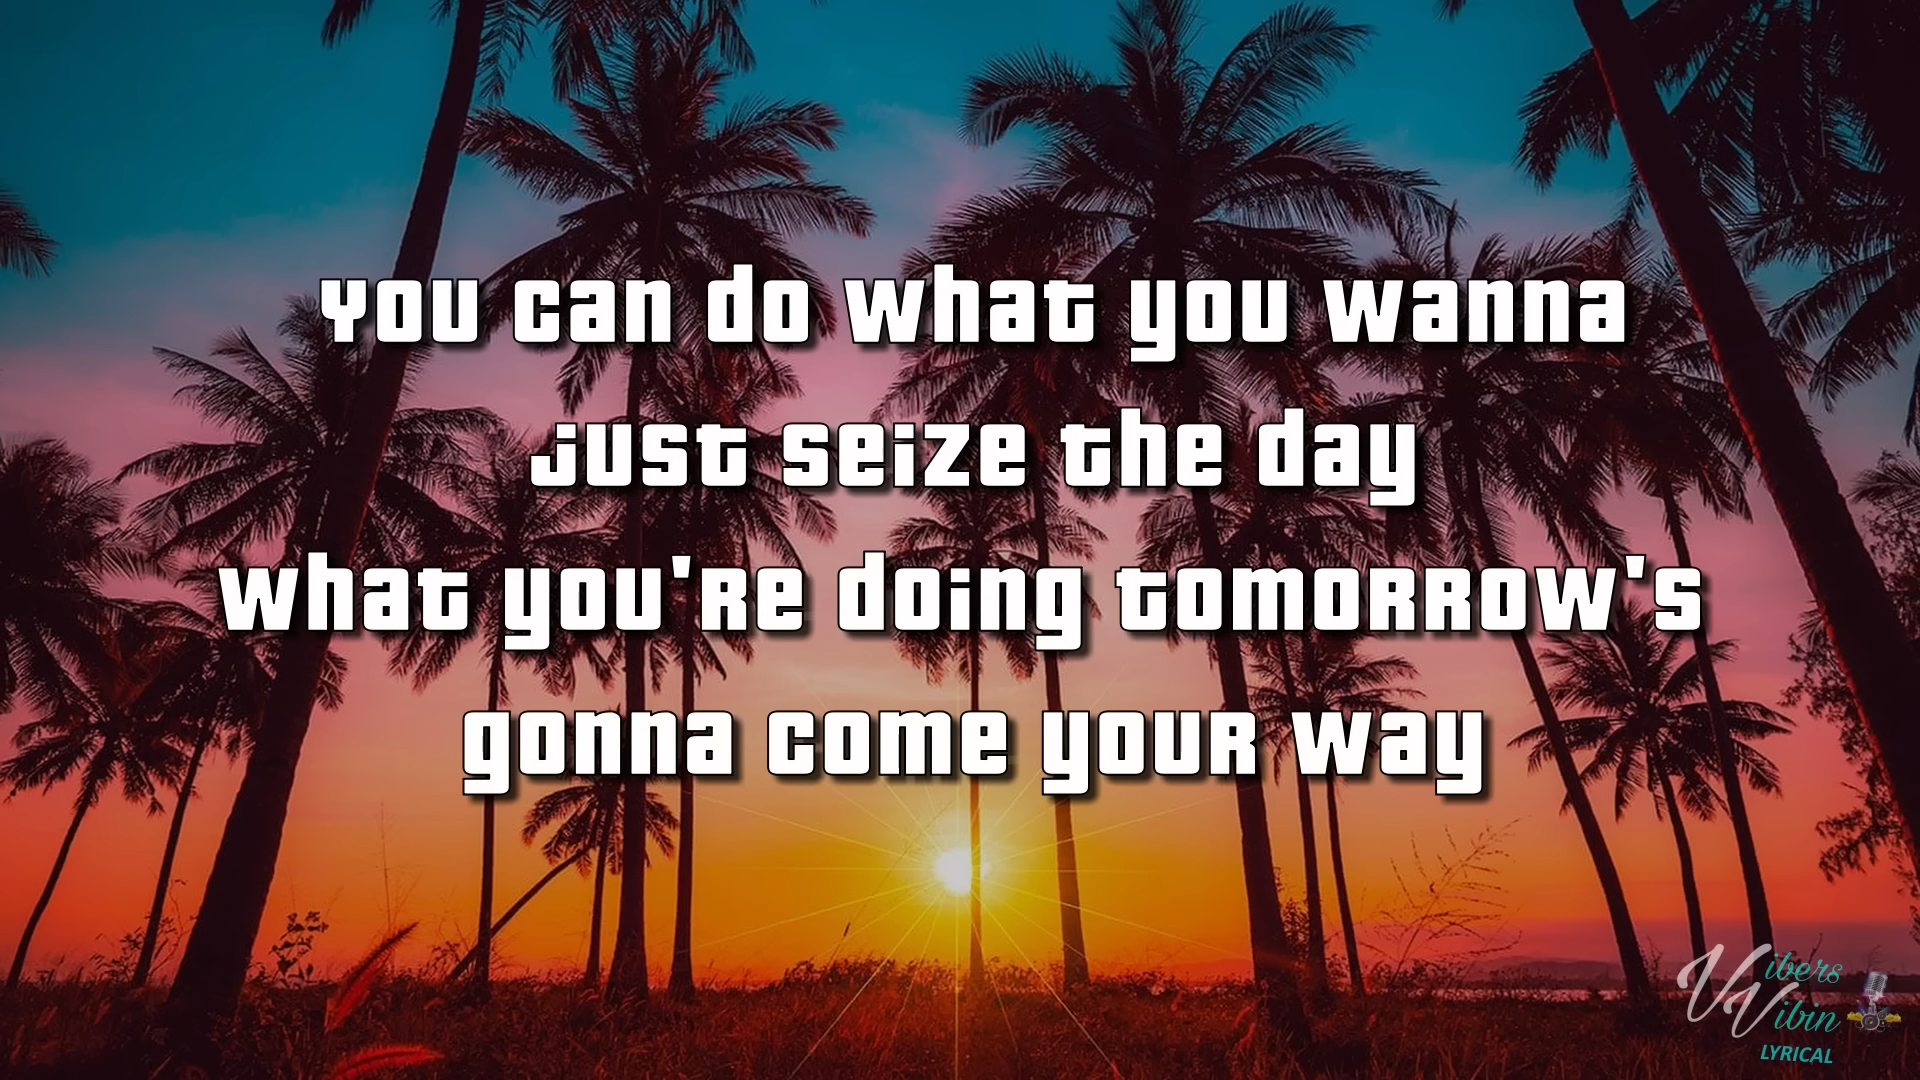 You can do what you wanna
just seize the day
What you're doing tomorrow's
gonna come your way
Vibers
Vibin
LYRICAL